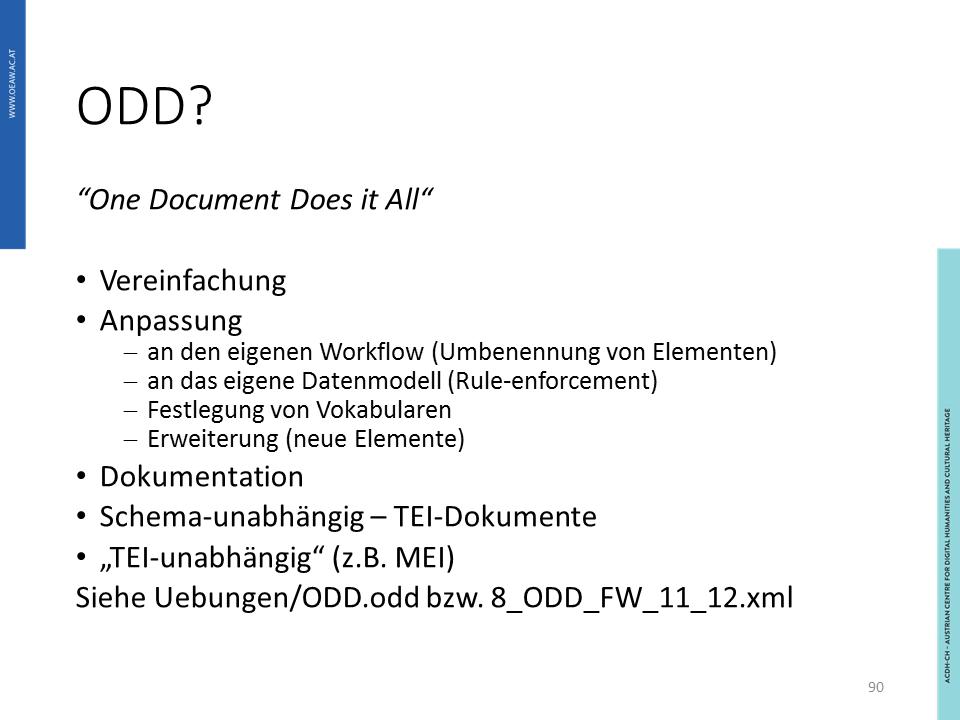 WWW.OEAW.AC.AT
ODD?
“One Document Does it All“
• Vereinfachung
• Anpassung
– an den eigenen Workflow (Umbenennung von Elementen)
– an das eigene Datenmodell (Rule-enforcement)
– Festlegung von Vokabularen
– Erweiterung (neue Elemente)
• Dokumentation
• Schema-unabhängig – TEI-Dokumente
• „TEI-unabhängig“ (z.B. MEI)
Siehe Uebungen/ODD.odd bzw. 8_ODD_FW_11_12.xml
ACDH-CH – AUSTRIAN CENTRE FOR DIGITAL HUMANITIES AND CULTURAL HERITAGE
90